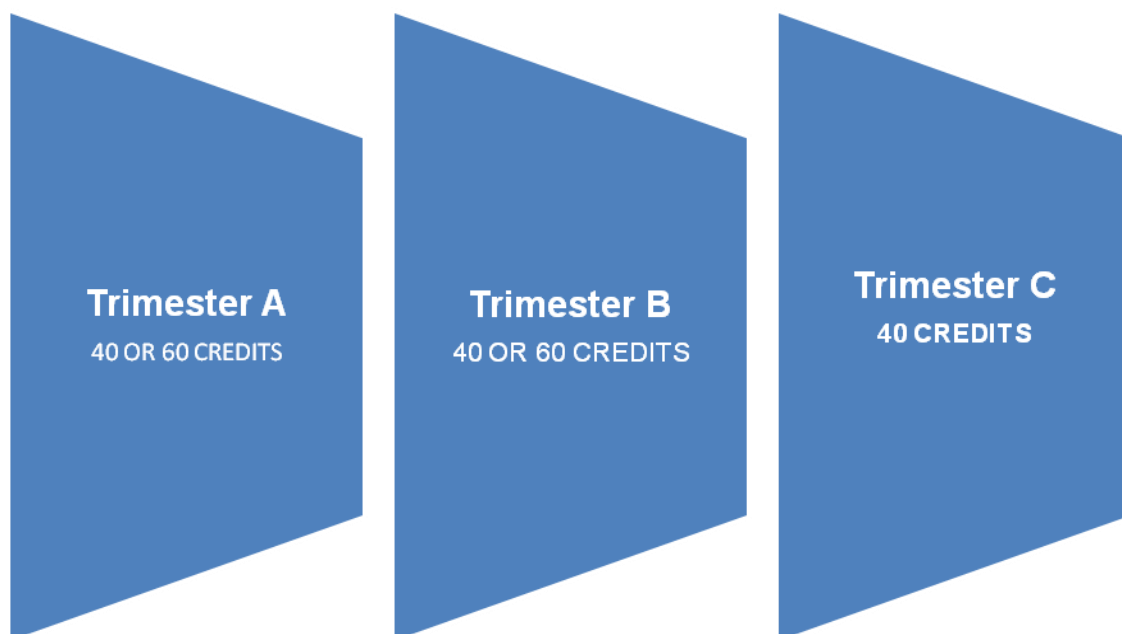 Trimester A
40 OR 60 CREDITS
Trimester B
40 OR 60 CREDITS
Trimester C
40 CREDITS